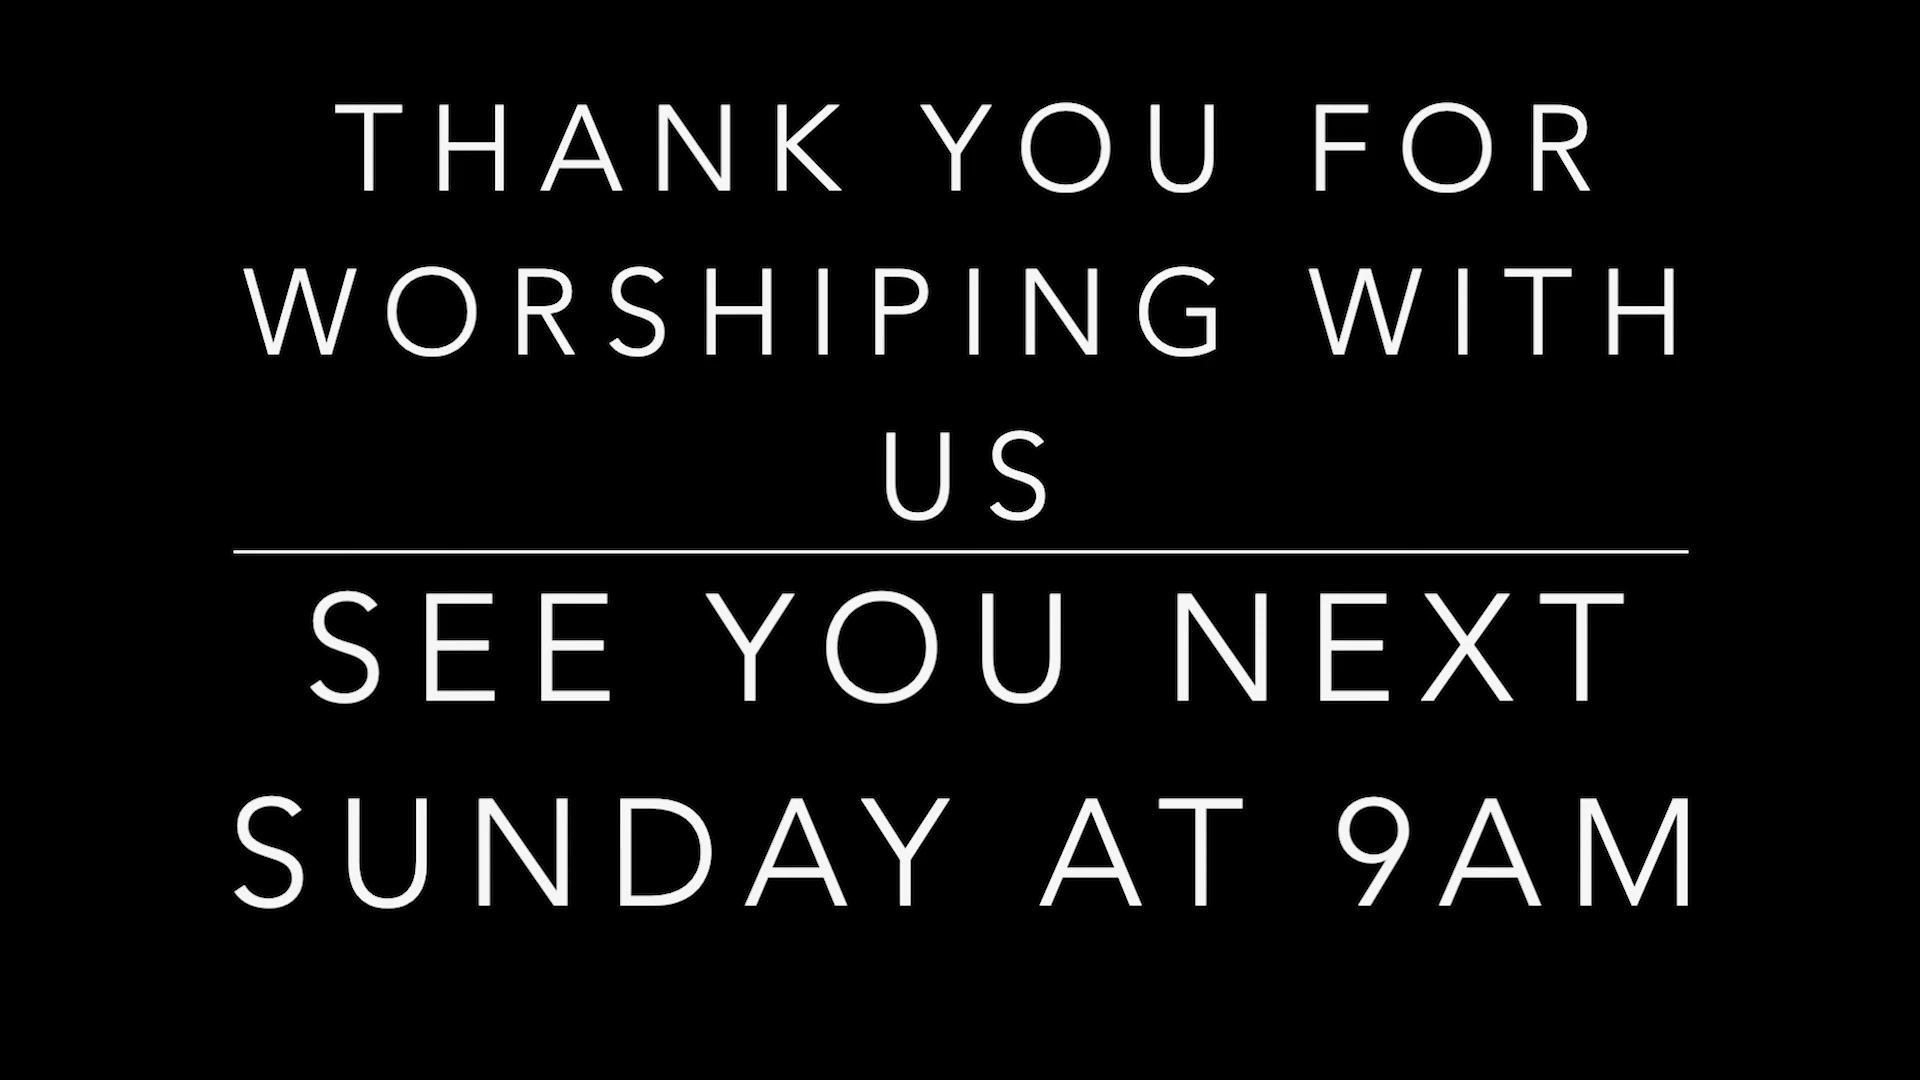 THANK YOU FOR
WORSHIPING WITH
US
SEE YOU NEXT
SUNDAY AT 9AM